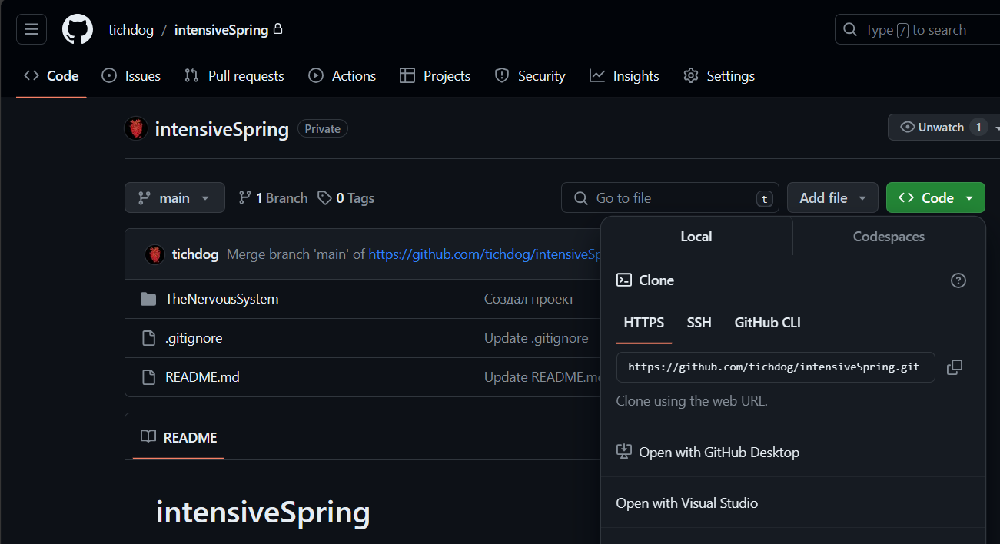 tichdog / intensiveSpring
Type / to search
Code Issues Pull requests Actions Projects Security Insights Settings
intensiveSpring Private
Unwatch 1
main 1 Branch 0 Tags
Go to file t Add file Code
Local Codespaces
tichdog Merge branch 'main' of https://github.com/tichdog/intensiveSp
Clone
TheNervousSystem Создал проект
HTTPS SSH GitHub CLI
.gitignore Update .gitignore
https://github.com/tichdog/intensiveSpring.git
README.md Update README.md
Clone using the web URL.
README
Open with GitHub Desktop
intensiveSpring
Open with Visual Studio